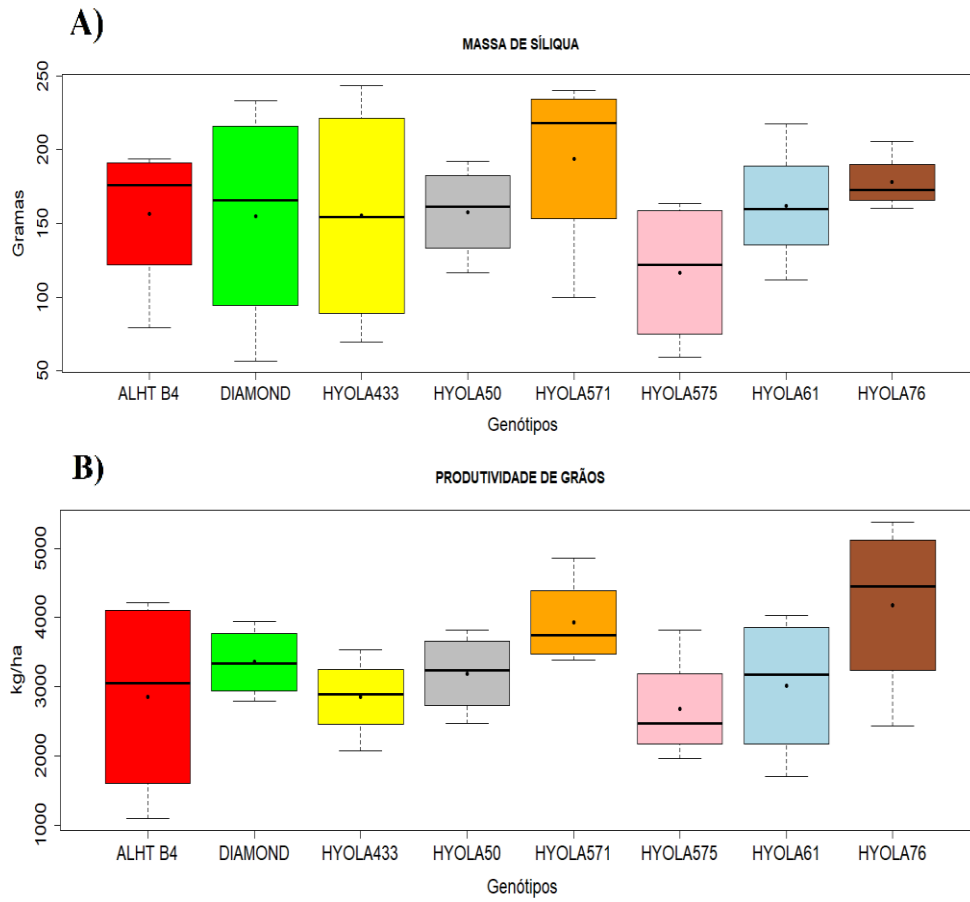 A)
MASSA DE SÍLIQUA
Gramas
250
200
150
100
50
ALHT B4 DIAMOND HYOLA433 HYOLA50 HYOLA571 HYOLA575 HYOLA61 HYOLA76
Genótipos
B)
PRODUTIVIDADE DE GRÃOS
kg/ha
5000
4000
3000
2000
1000
ALHT B4 DIAMOND HYOLA433 HYOLA50 HYOLA571 HYOLA575 HYOLA61 HYOLA76
Genótipos